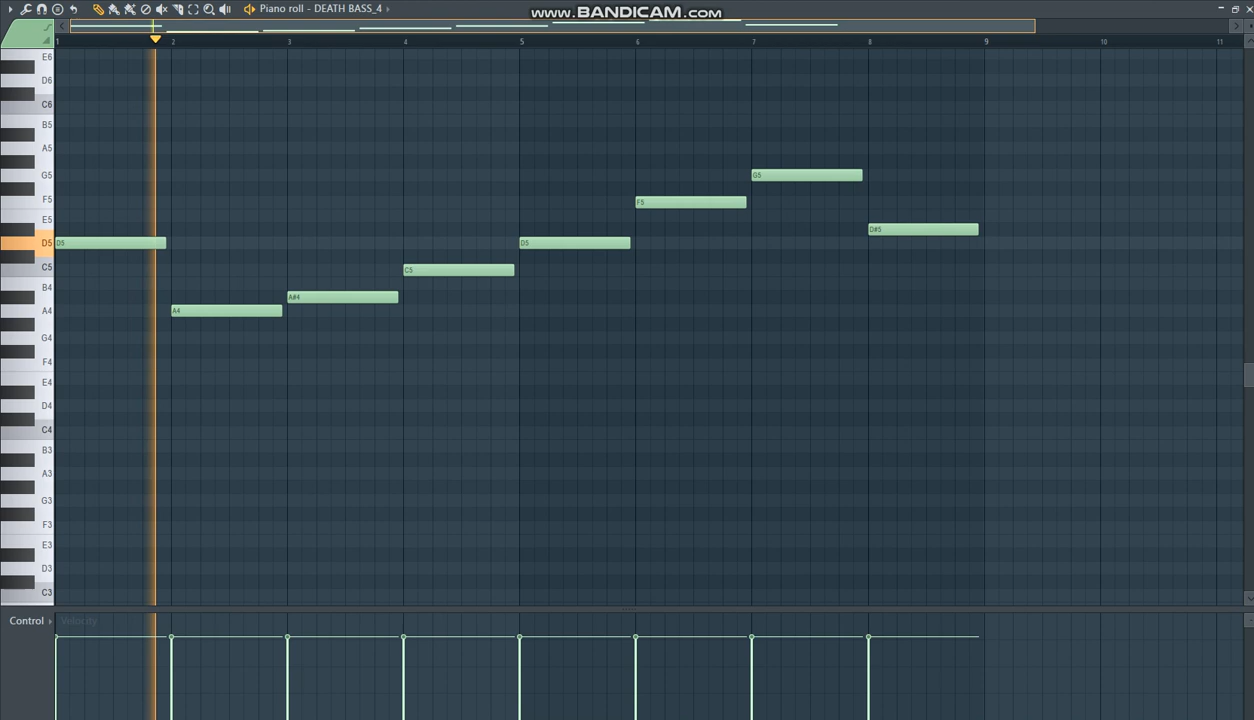 Piano roll - DEATH BASS_4
www.BANDICAM.com
1 2 3 4 5 6 7 8 9 10 11
E6
D6
C6
B5
A5
G5 G5
F5 F5
E5
D#5
D5 D5 D5
C5 C5
B4
A#4
A4 A4
G4
F4
E4
D4
C4
B3
A3
G3
F3
E3
D3
C3
Control Velocity